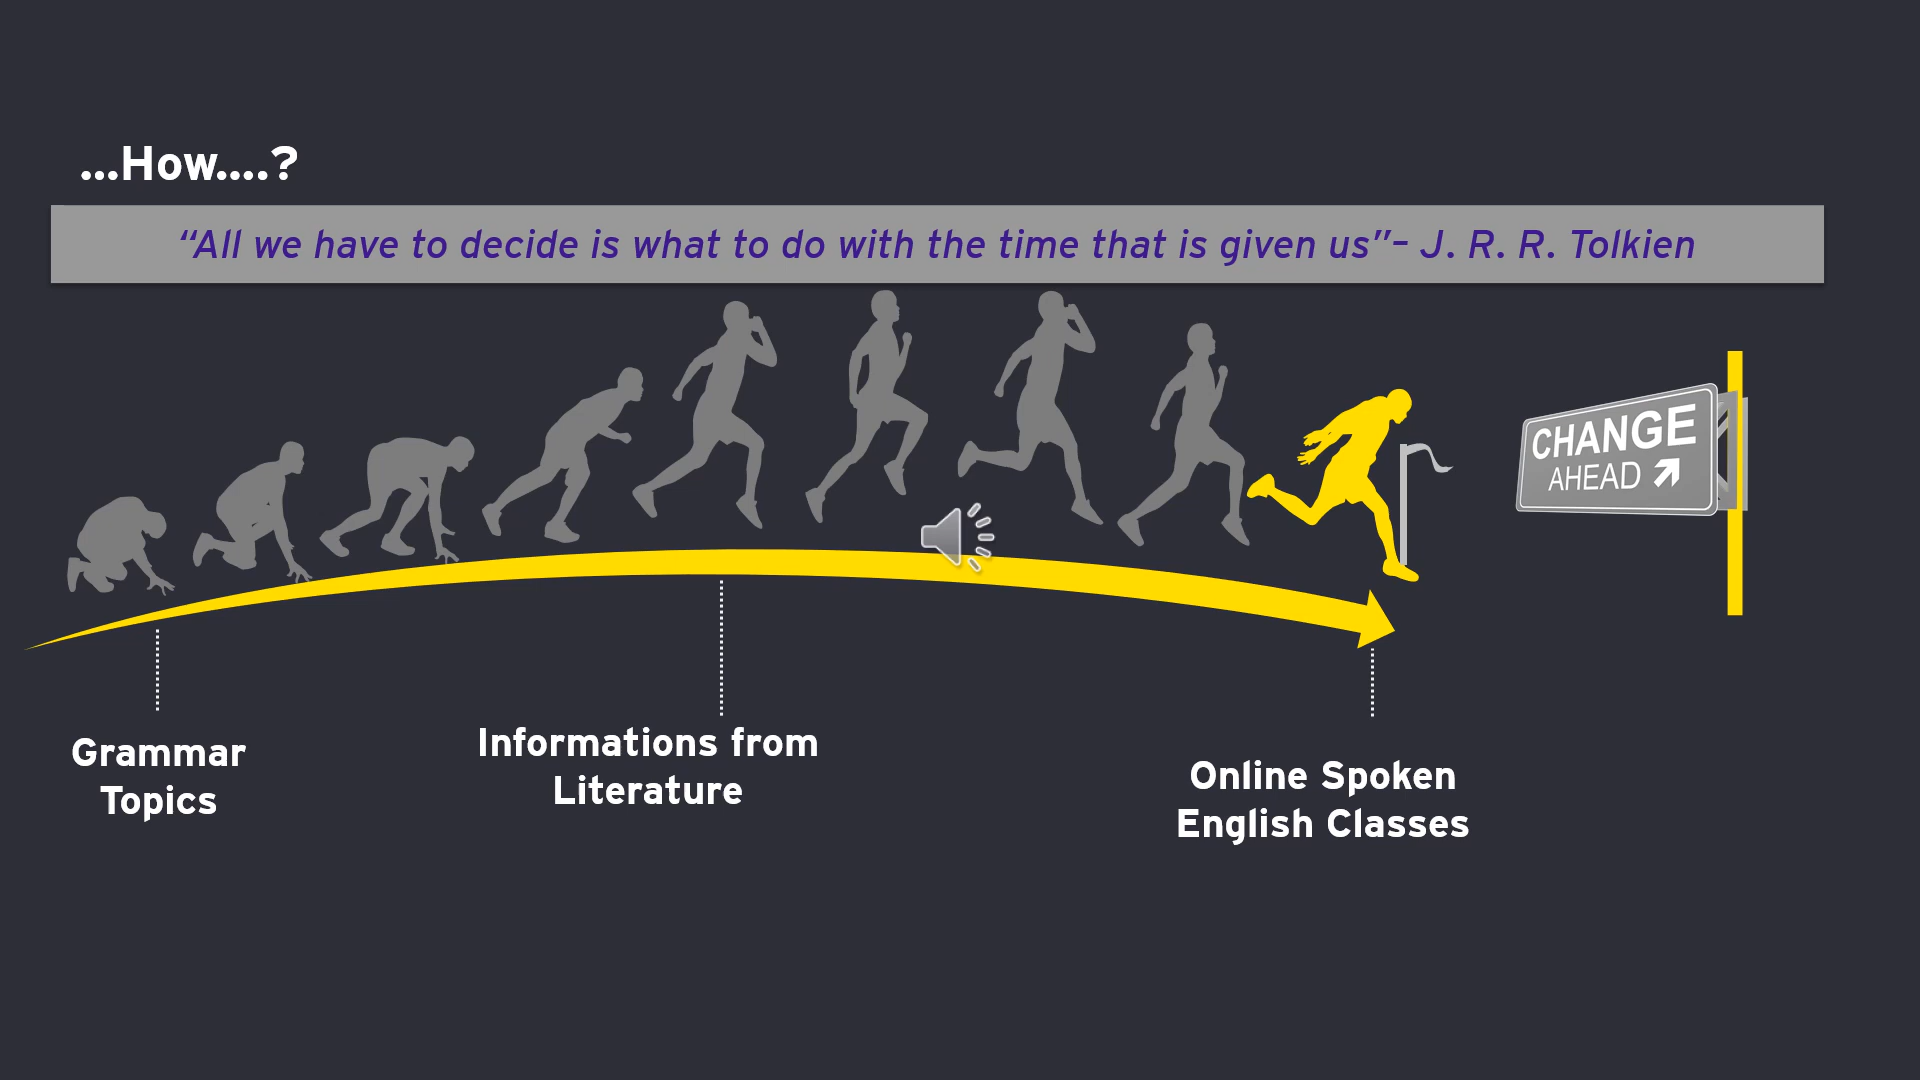 ...How....?
“All we have to decide is what to do with the time that is given us”– J. R. R. Tolkien
CHANGE
AHEAD
Grammar
Topics
Informations from
Literature
Online Spoken
English Classes